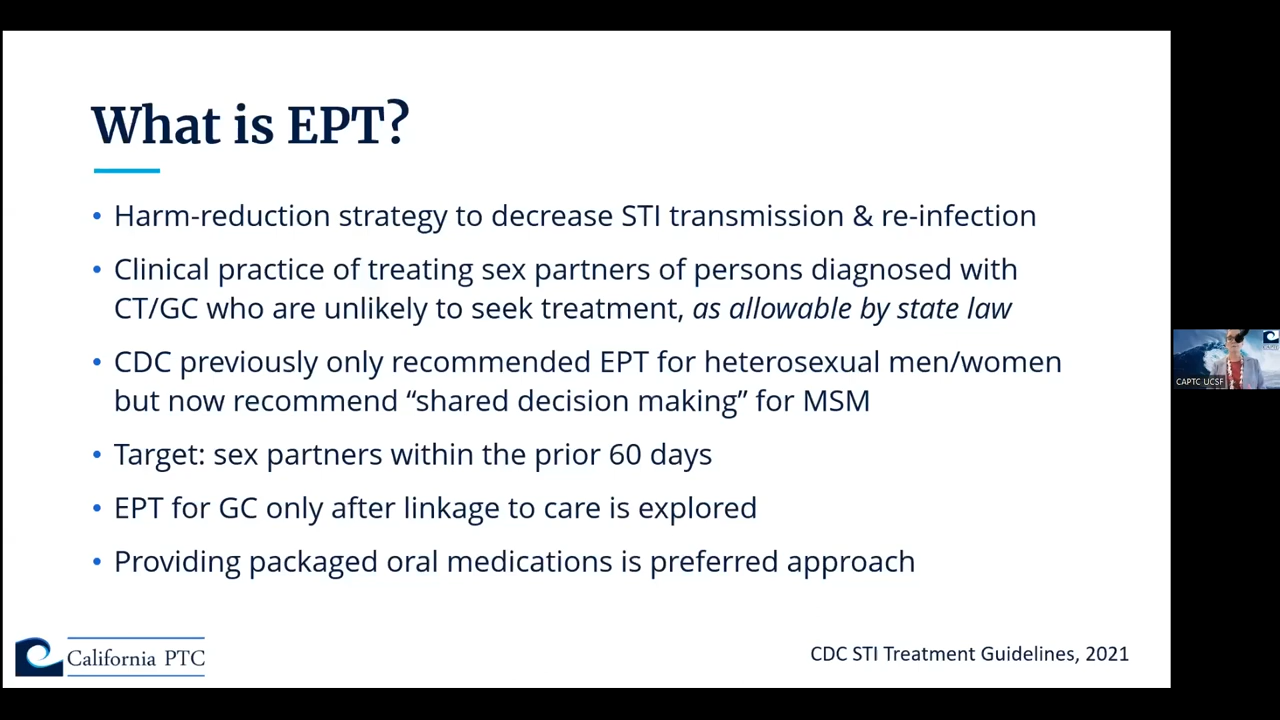 What is EPT?
• Harm-reduction strategy to decrease STI transmission & re-infection
• Clinical practice of treating sex partners of persons diagnosed with
CT/GC who are unlikely to seek treatment, as allowable by state law
• CDC previously only recommended EPT for heterosexual men/women
but now recommend “shared decision making” for MSM
• Target: sex partners within the prior 60 days
• EPT for GC only after linkage to care is explored
• Providing packaged oral medications is preferred approach
California PTC
CDC STI Treatment Guidelines, 2021
CAPTC UCSF